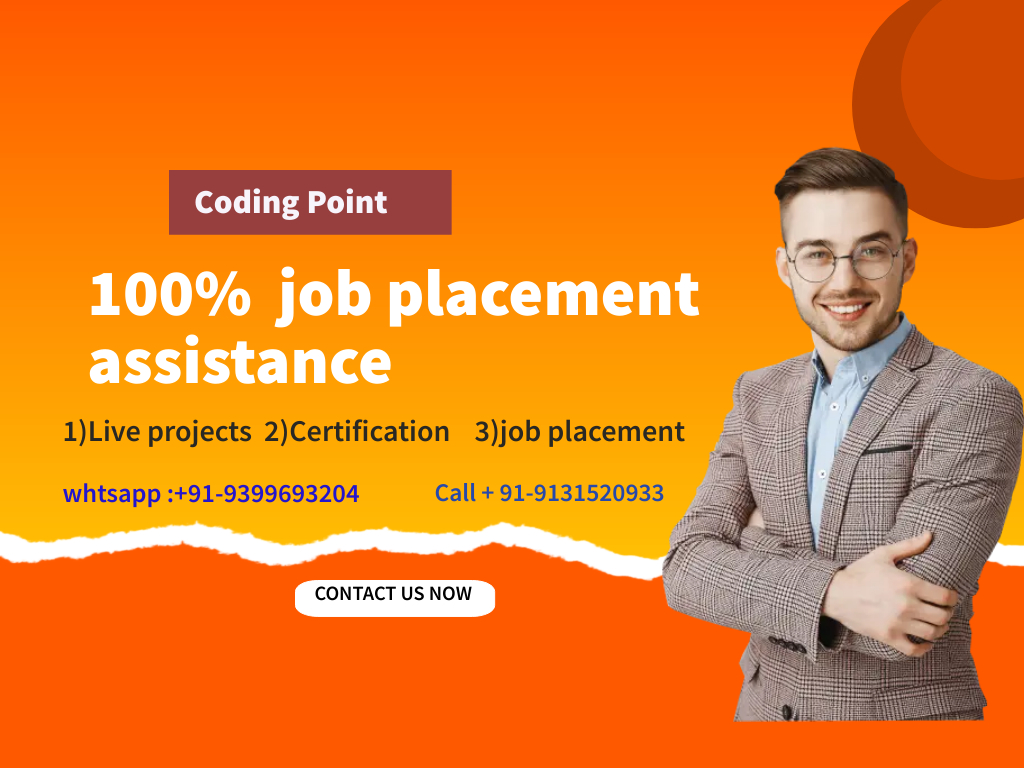 Coding Point
100% job placement
assistance
1)Live projects 2)Certification 3)job placement
whtsapp :+91-9399693204 Call + 91-9131520933
CONTACT US NOW